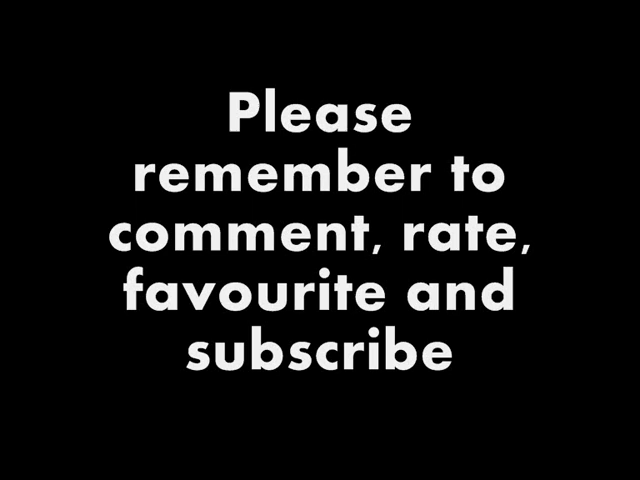 Please
remember to
comment, rate,
favourite and
subscribe